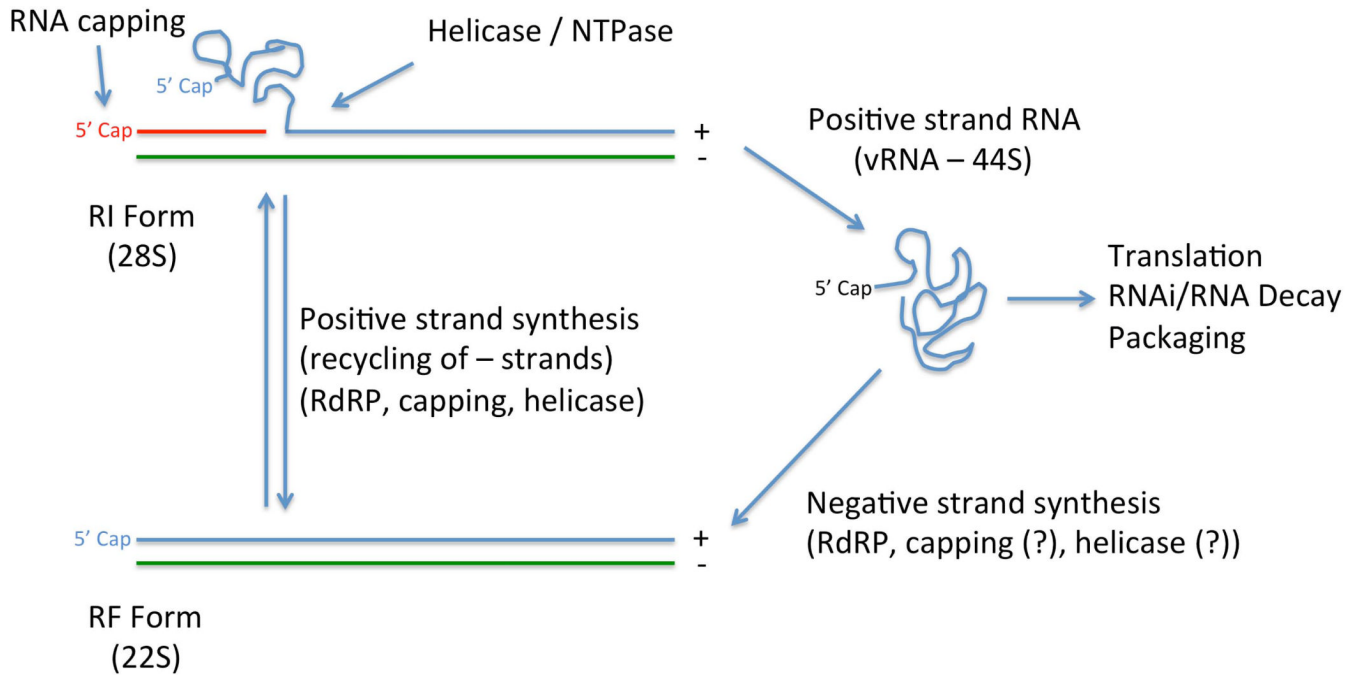 RNA capping
Helicase / NTPase
5’ Cap
5’ Cap
+
-
RI Form
(28S)
Positive strand RNA
(vRNA – 44S)
5’ Cap
Translation
RNAi/RNA Decay
Packaging
Positive strand synthesis
(recycling of – strands)
(RdRP, capping, helicase)
Negative strand synthesis
(RdRP, capping (?), helicase (?))
5’ Cap
+
-
RF Form
(22S)